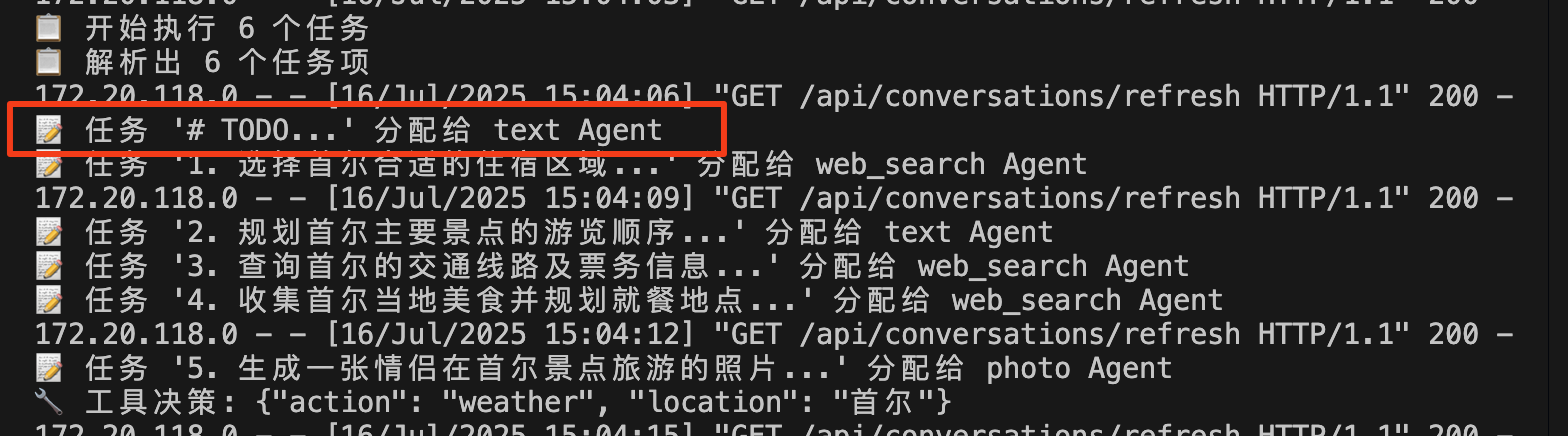 172.20.118.0 - - [16/Jul/2025 15:04:03] "GET /api/conversations/refresh HTTP/1.1" 200 -
📋 开始执行 6 个任务
📋 解析出 6 个任务项
172.20.118.0 - - [16/Jul/2025 15:04:06] "GET /api/conversations/refresh HTTP/1.1" 200 -
📝 任务 '# TODO...' 分配给 text Agent
📝 任务 '1. 选择首尔合适的住宿区域...' 分配给 web_search Agent
172.20.118.0 - - [16/Jul/2025 15:04:09] "GET /api/conversations/refresh HTTP/1.1" 200 -
📝 任务 '2. 规划首尔主要景点的游览顺序...' 分配给 text Agent
📝 任务 '3. 查询首尔的交通线路及票务信息...' 分配给 web_search Agent
📝 任务 '4. 收集首尔当地美食并规划就餐地点...' 分配给 web_search Agent
172.20.118.0 - - [16/Jul/2025 15:04:12] "GET /api/conversations/refresh HTTP/1.1" 200 -
📝 任务 '5. 生成一张情侣在首尔景点旅游的照片...' 分配给 photo Agent
🔧 工具决策: {"action": "weather", "location": "首尔"}
172.20.118.0 - - [16/Jul/2025 15:04:15] "GET /api/conversations/refresh HTTP/1.1" 200 -